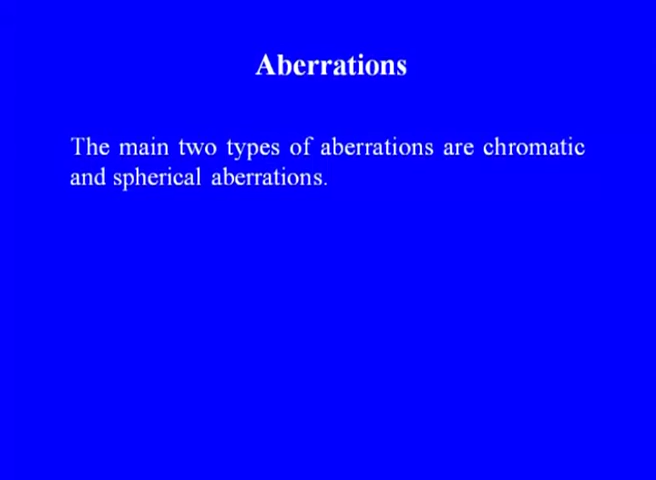 Aberrations
The main two types of aberrations are chromatic
and spherical aberrations.